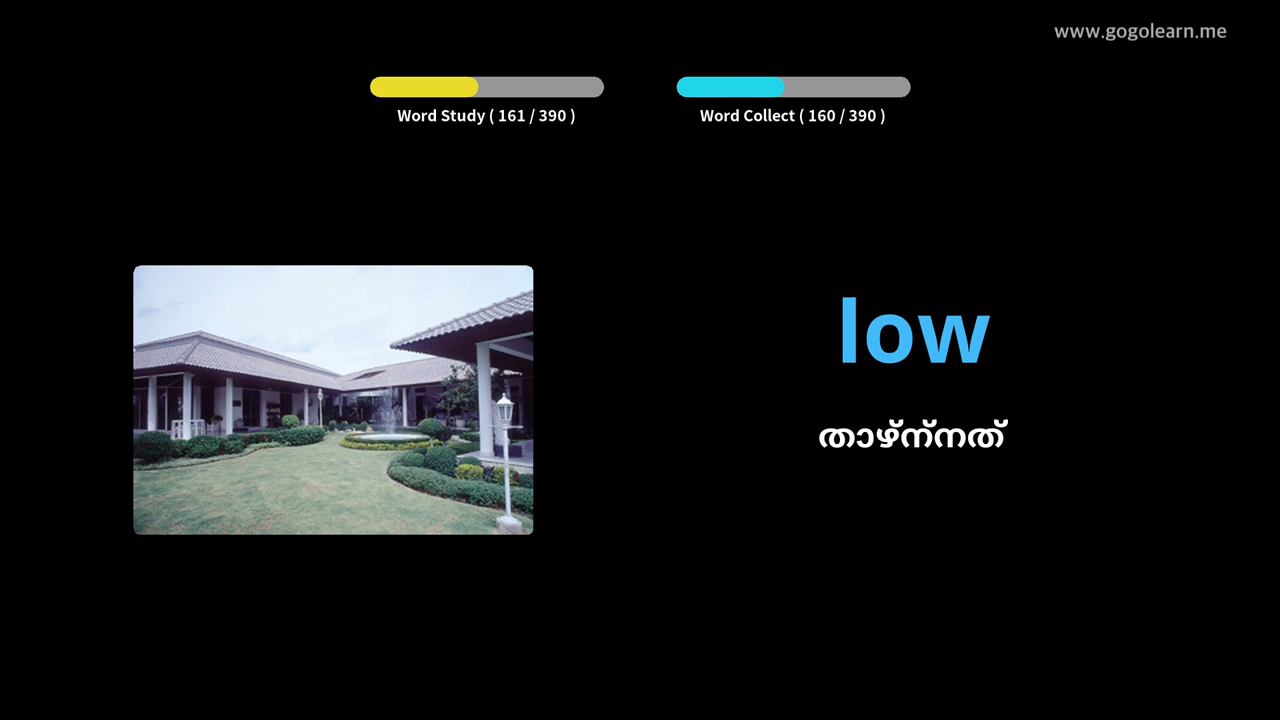 www.gogolearn.me
Word Study ( 161 / 390 )
Word Collect ( 160 / 390 )
low
താഴ്ന്നത്